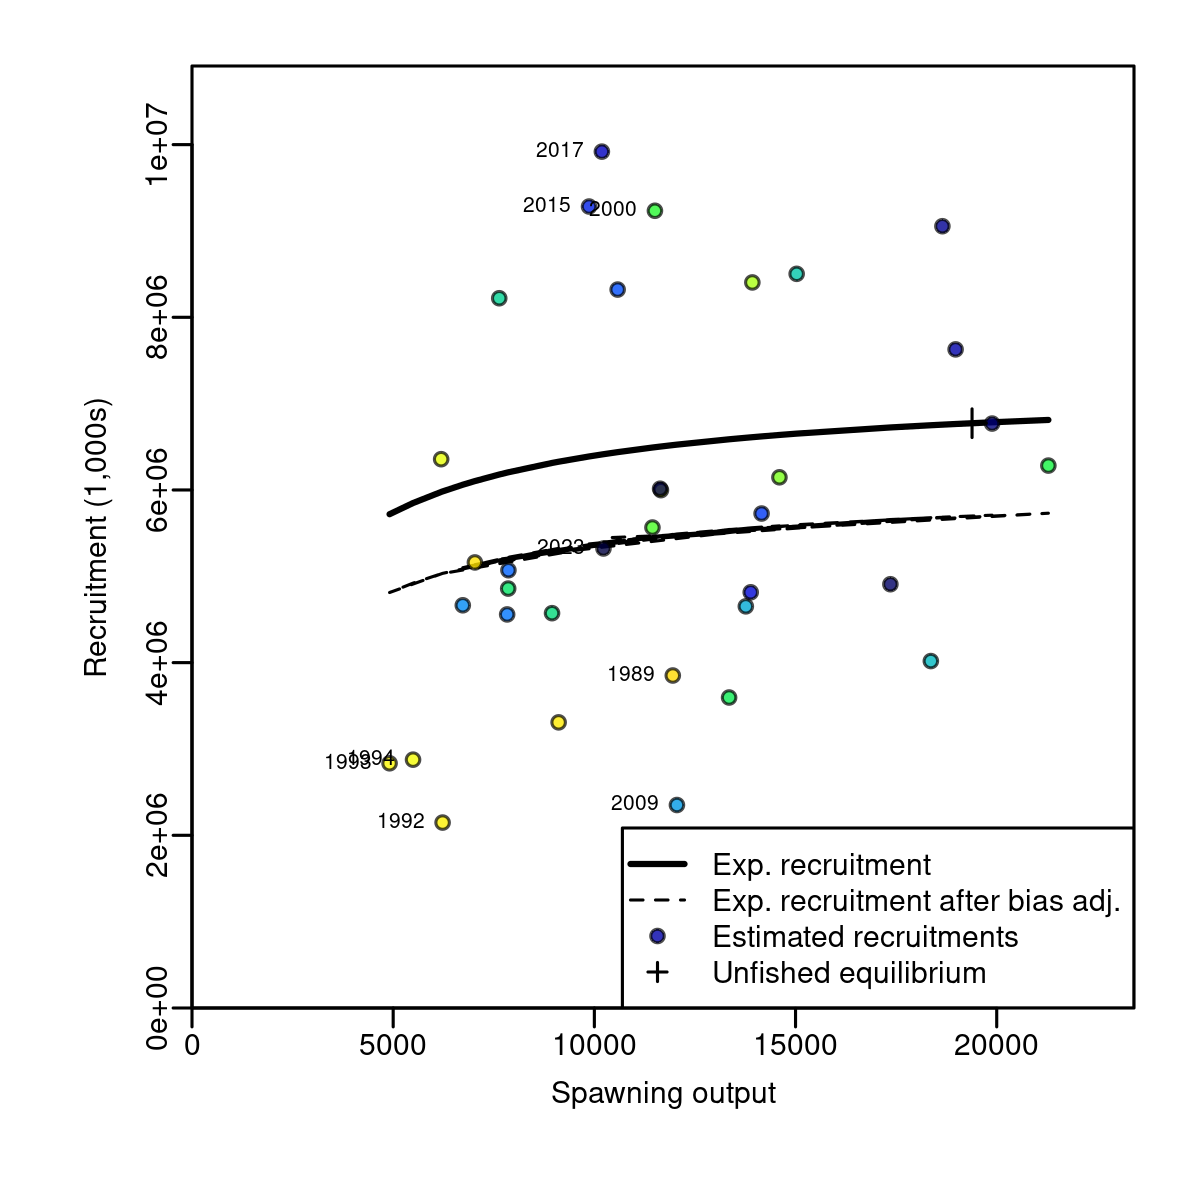 1e+07
8e+06
6e+06
4e+06
2e+06
0e+00
Recruitment (1,000s)
2017
2015
2000
2023
1989
1993
1994
2009
1992
Exp. recruitment
Exp. recruitment after bias adj.
Estimated recruitments
Unfished equilibrium
0
5000
10000
15000
20000
Spawning output